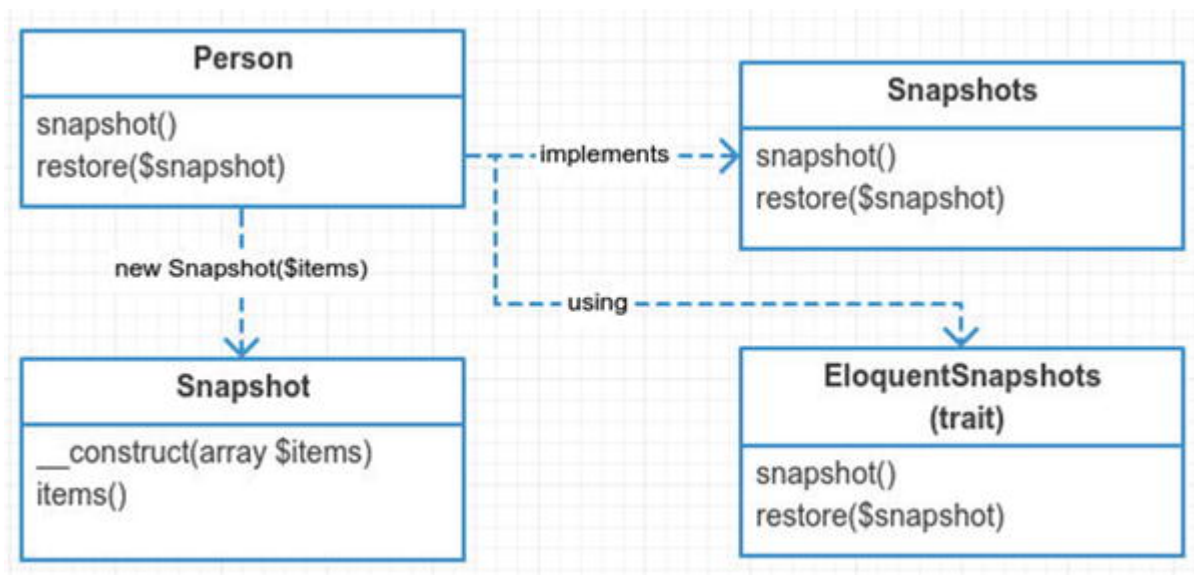 Person
snapshot()
restore($snapshot)
implements
Snapshots
snapshot()
restore($snapshot)
new Snapshot($items)
using
Snapshot
__construct(array $items)
items()
EloquentSnapshots
(trait)
snapshot()
restore($snapshot)